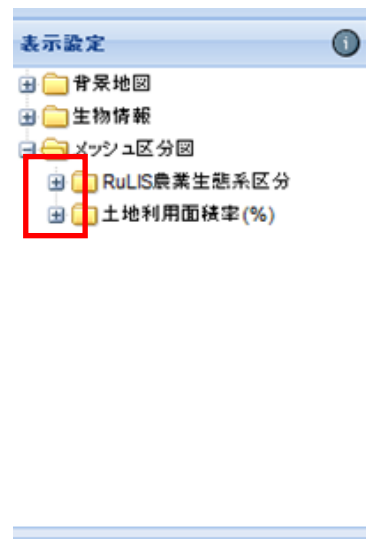 表示設定
背景地図
生物情報
メッシュ区分図
RuLIS農業生態系区分
土地利用面積率(%)